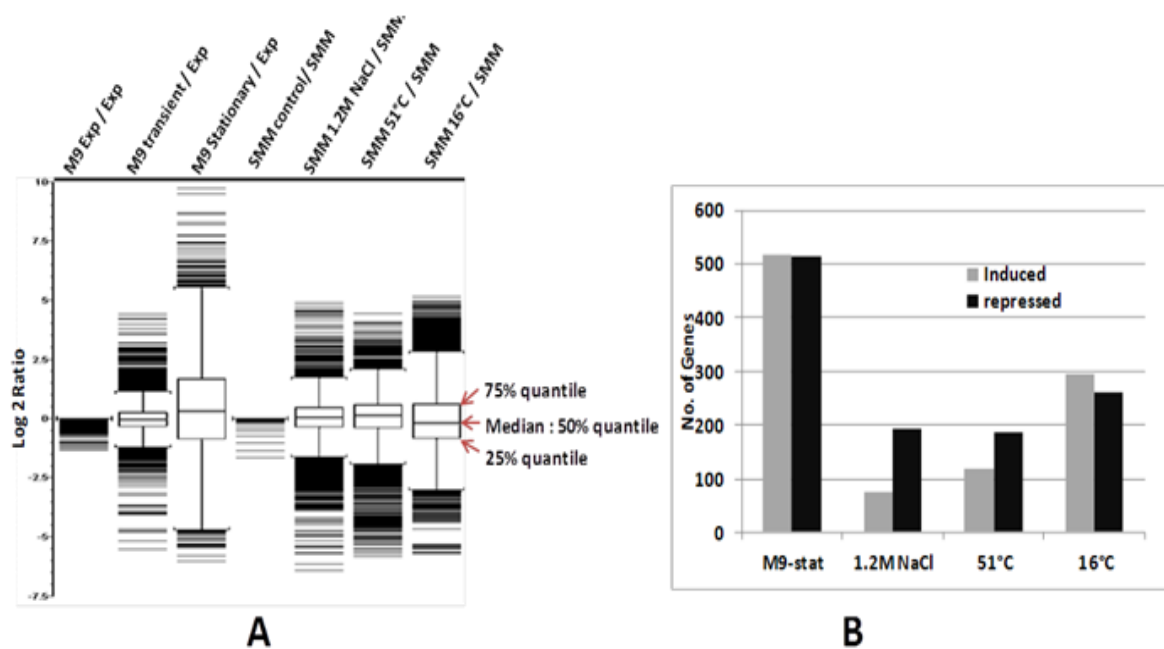 M9 Exp / Exp
M9 transient / Exp
M9 Stationary / Exp
SMM control/ SMM
SMM 1.2M NaCl / SMM
SMM 51°C / SMM
SMM 16°C / SMM
Log 2 Ratio
10
7.5
5
2.5
0
-2.5
-5
-7.5
75% quantile
Median : 50% quantile
25% quantile
A
No. of Genes
600
500
400
300
200
100
0
Induced
repressed
M9-stat
1.2M NaCl
51°C
16°C
B